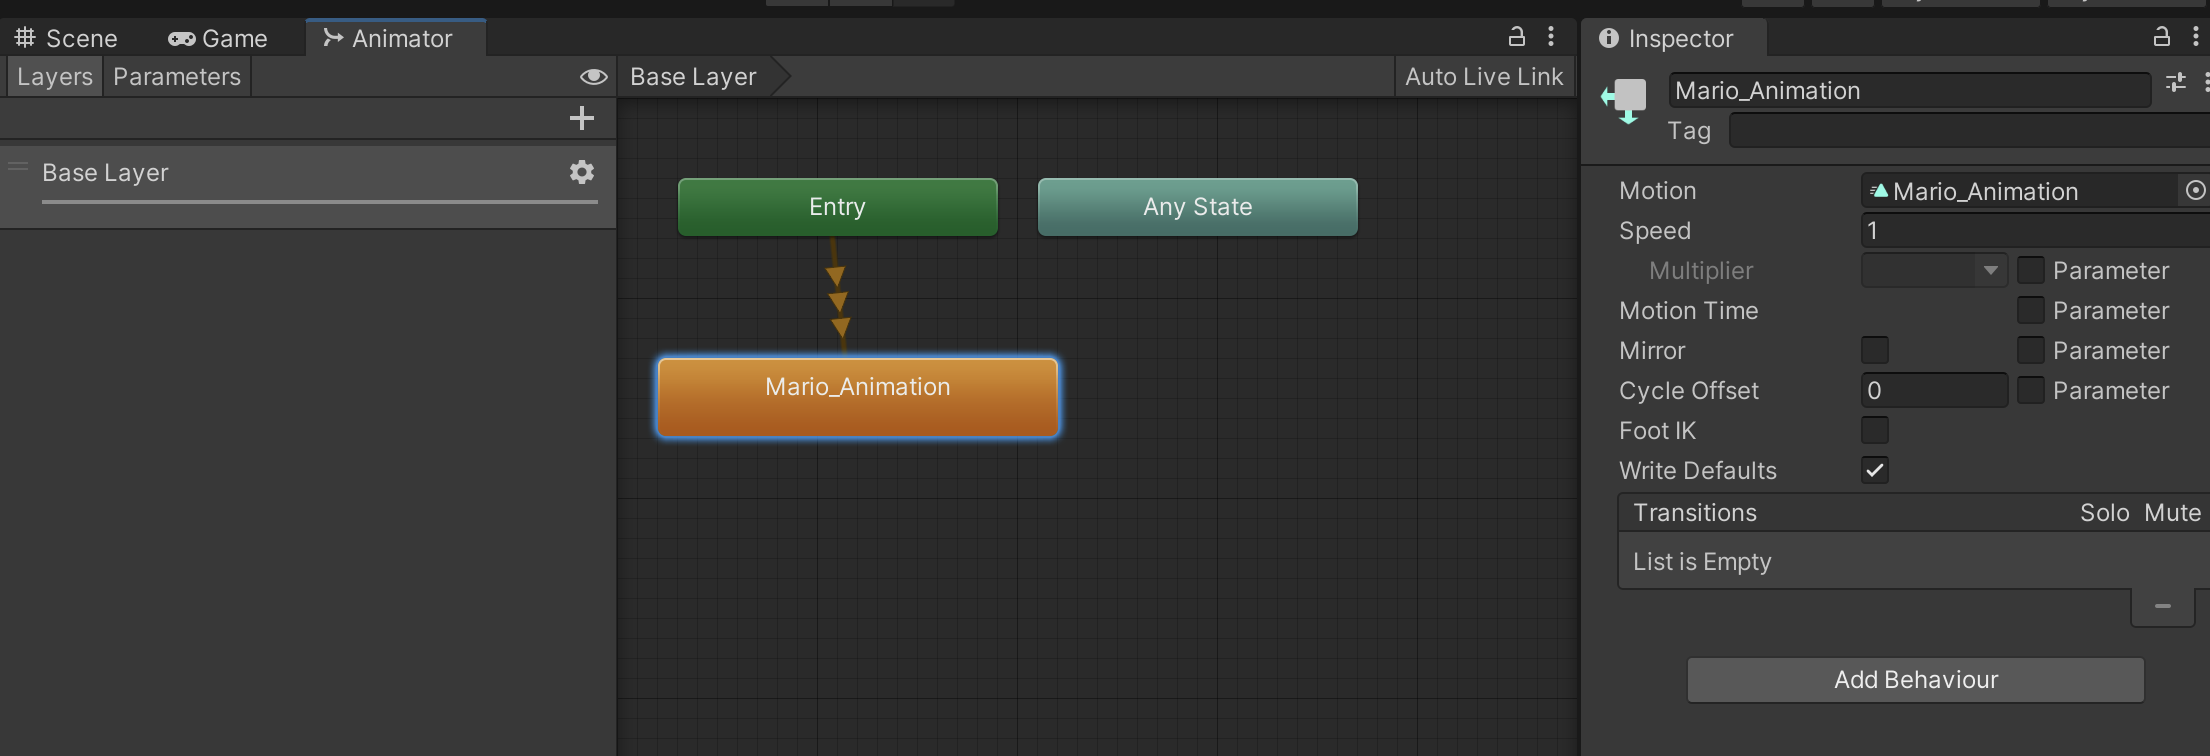 Scene Game Animator
Layers Parameters
Base Layer
Base Layer Auto Live Link
Entry Any State
Mario_Animation
Inspector
Mario_Animation
Tag
Motion Mario_Animation
Speed 1
Multiplier Parameter
Motion Time Parameter
Mirror Parameter
Cycle Offset 0 Parameter
Foot IK
Write Defaults
Transitions Solo Mute
List is Empty
Add Behaviour